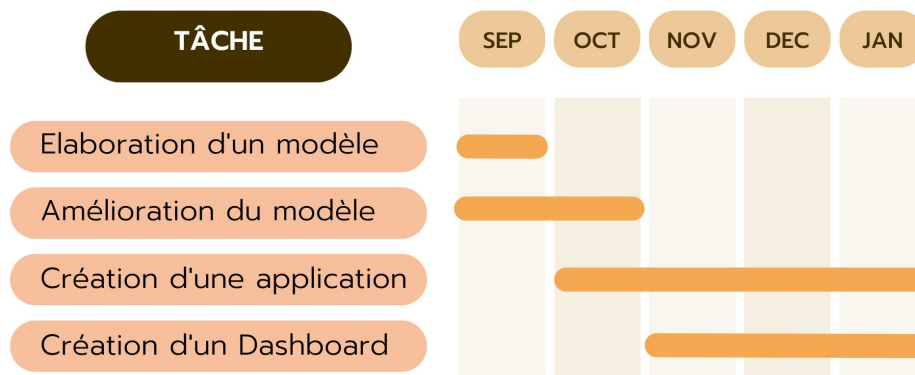 TÂCHE
SEP OCT NOV DEC JAN
Elaboration d'un modèle
Amélioration du modèle
Création d'une application
Création d'un Dashboard